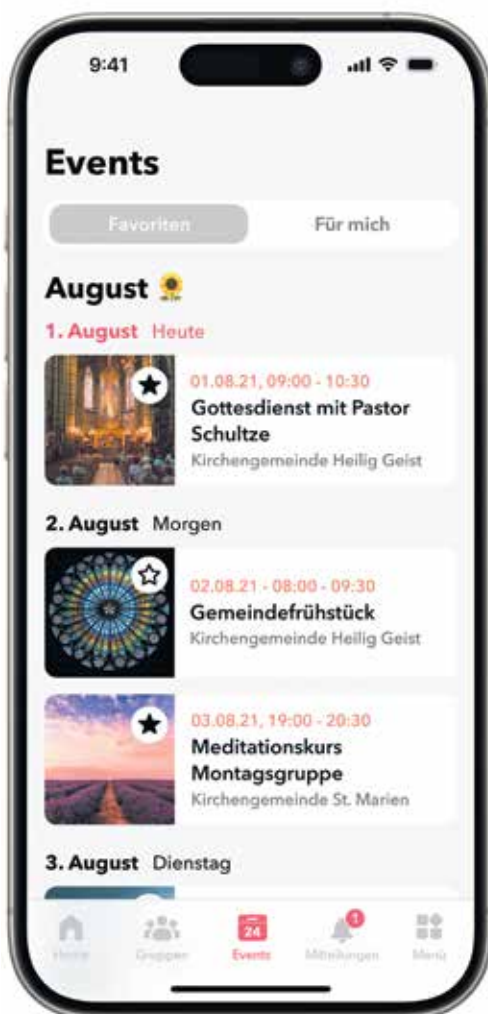 9:41
Events
Favoriten
Für mich
August
1. August Heute
01.08.21, 09:00 - 10:30
Gottesdienst mit Pastor
Schultze
Kirchengemeinde Heilig Geist
2. August Morgen
02.08.21 - 08:00 - 09:30
Gemeindefrühstück
Kirchengemeinde Heilig Geist
03.08.21, 19:00 - 20:30
Meditationskurs
Montagsgruppe
Kirchengemeinde St. Marien
3. August Dienstag
24
1
Home
Gruppen
Events
Mitteilungen
Menü